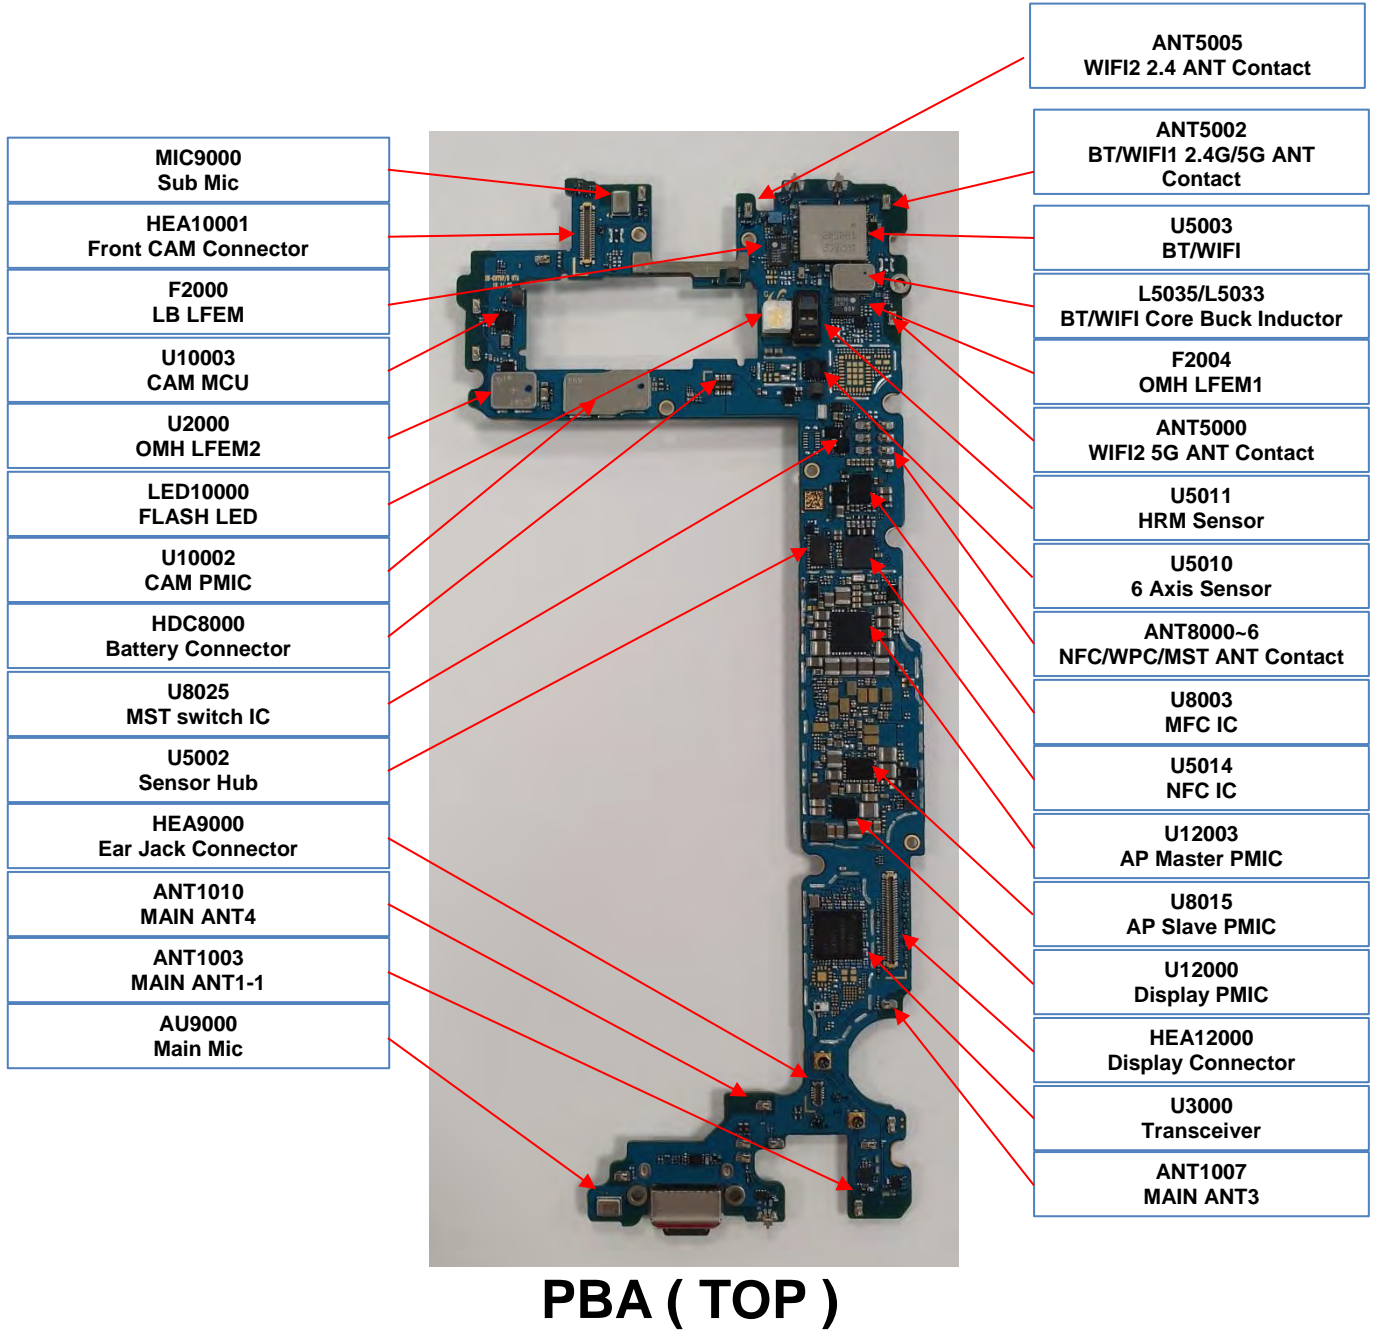 ANT5005
WIFI2 2.4 ANT Contact
MIC9000
Sub Mic
HEA10001
Front CAM Connector
F2000
LB LFEM
U10003
CAM MCU
U2000
OMH LFEM2
LED10000
FLASH LED
U10002
CAM PMIC
HDC8000
Battery Connector
U8025
MST switch IC
U5002
Sensor Hub
HEA9000
Ear Jack Connector
ANT1010
MAIN ANT4
ANT1003
MAIN ANT1-1
AU9000
Main Mic
ANT5002
BT/WIFI1 2.4G/5G ANT
Contact
U5003
BT/WIFI
L5035/L5033
BT/WIFI Core Buck Inductor
F2004
OMH LFEM1
ANT5000
WIFI2 5G ANT Contact
U5011
HRM Sensor
U5010
6 Axis Sensor
ANT8000~6
NFC/WPC/MST ANT Contact
U8003
MFC IC
U5014
NFC IC
U12003
AP Master PMIC
U8015
AP Slave PMIC
U12000
Display PMIC
HEA12000
Display Connector
U3000
Transceiver
ANT1007
MAIN ANT3
PBA ( TOP )